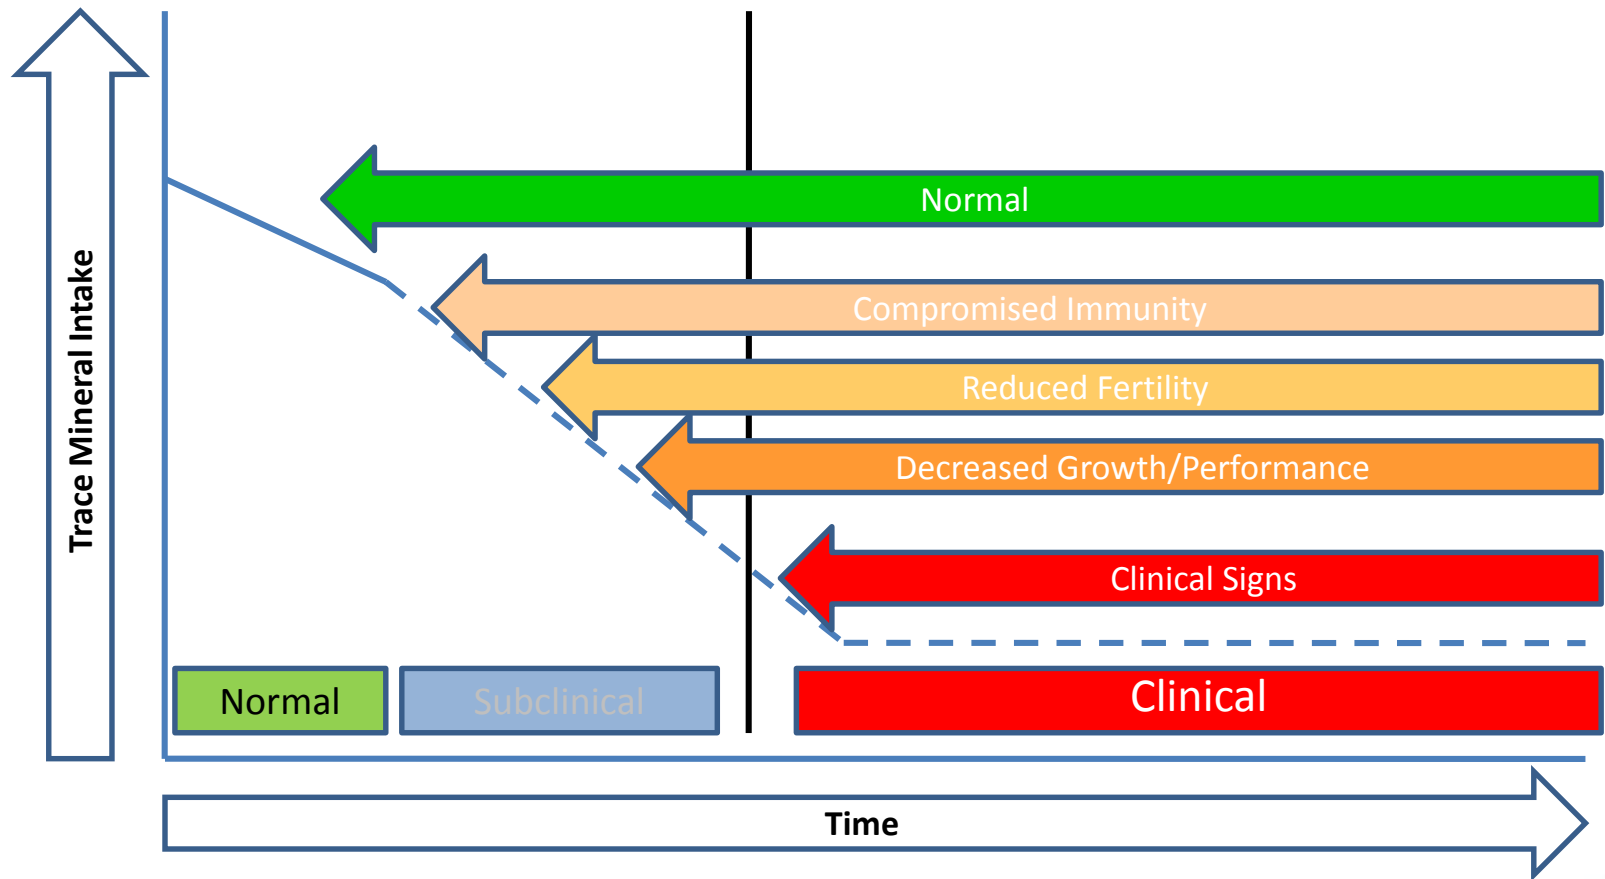 Trace Mineral Intake
Normal
Compromised Immunity
Reduced Fertility
Decreased Growth/Performance
Clinical Signs
Normal
Subclinical
Clinical
Time